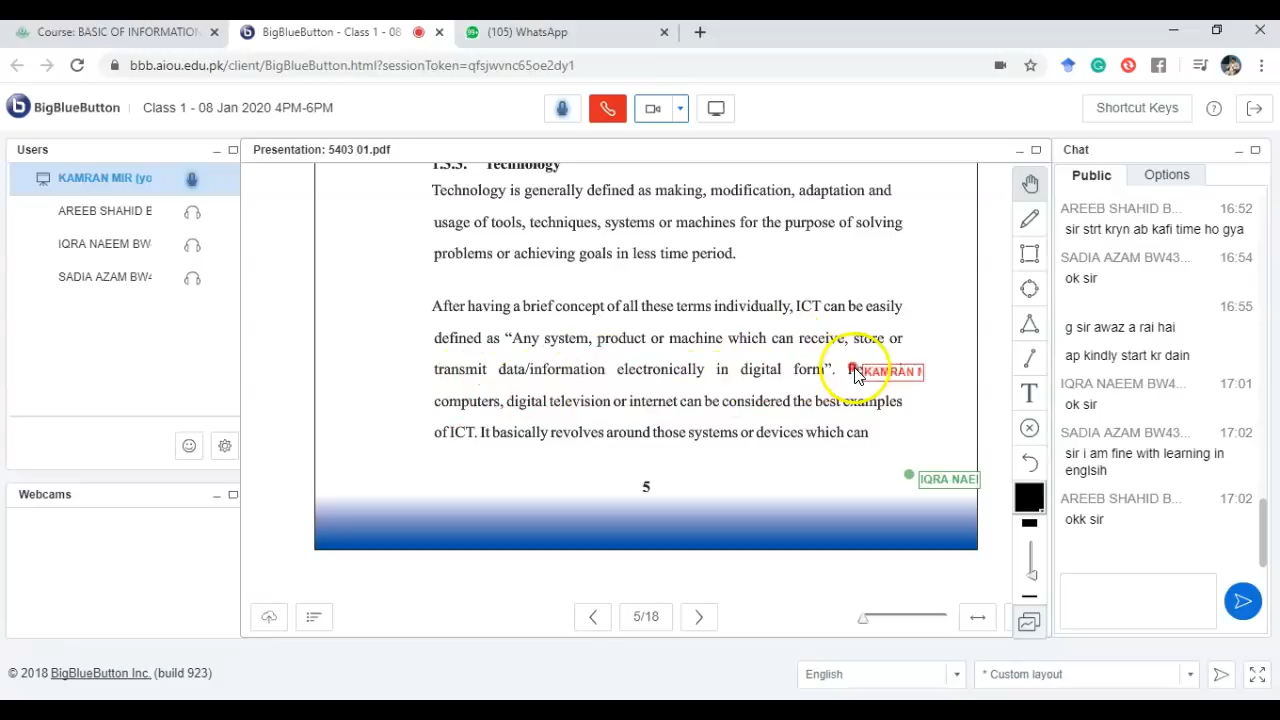 Course: BASIC OF INFORMATION
BigBlueButton - Class 1 - 08
99+
(105) WhatsApp
bbb.aiou.edu.pk/client/BigBlueButton.html?sessionToken=qfsjwvnc65oe2dy1
BigBlueButton
Class 1 - 08 Jan 2020 4PM-6PM
Shortcut Keys
Users
KAMRAN MIR (yo
AREEB SHAHID B
IQRA NAEEM BW
SADIA AZAM BW4
Webcams
Presentation: 5403 01.pdf
1.3.3. Technology
Technology is generally defined as making, modification, adaptation and
usage of tools, techniques, systems or machines for the purpose of solving
problems or achieving goals in less time period.
After having a brief concept of all these terms individually, ICT can be easily
defined as “Any system, product or machine which can receive, store or
transmit data/information electronically in digital form”.
KAMRAN M
computers, digital television or internet can be considered the best examples
of ICT. It basically revolves around those systems or devices which can
IQRA NAEI
5
5/18
Chat
Public
Options
AREEB SHAHID B... 16:52
sir strt kryn ab kafi time ho gya
SADIA AZAM BW43... 16:54
ok sir
16:55
g sir awaz a rai hai
ap kindly start kr dain
IQRA NAEEM BW4... 17:01
ok sir
SADIA AZAM BW43... 17:02
sir i am fine with learning in
englsih
AREEB SHAHID B... 17:02
okk sir
T
© 2018 BigBlueButton Inc. (build 923)
English
* Custom layout